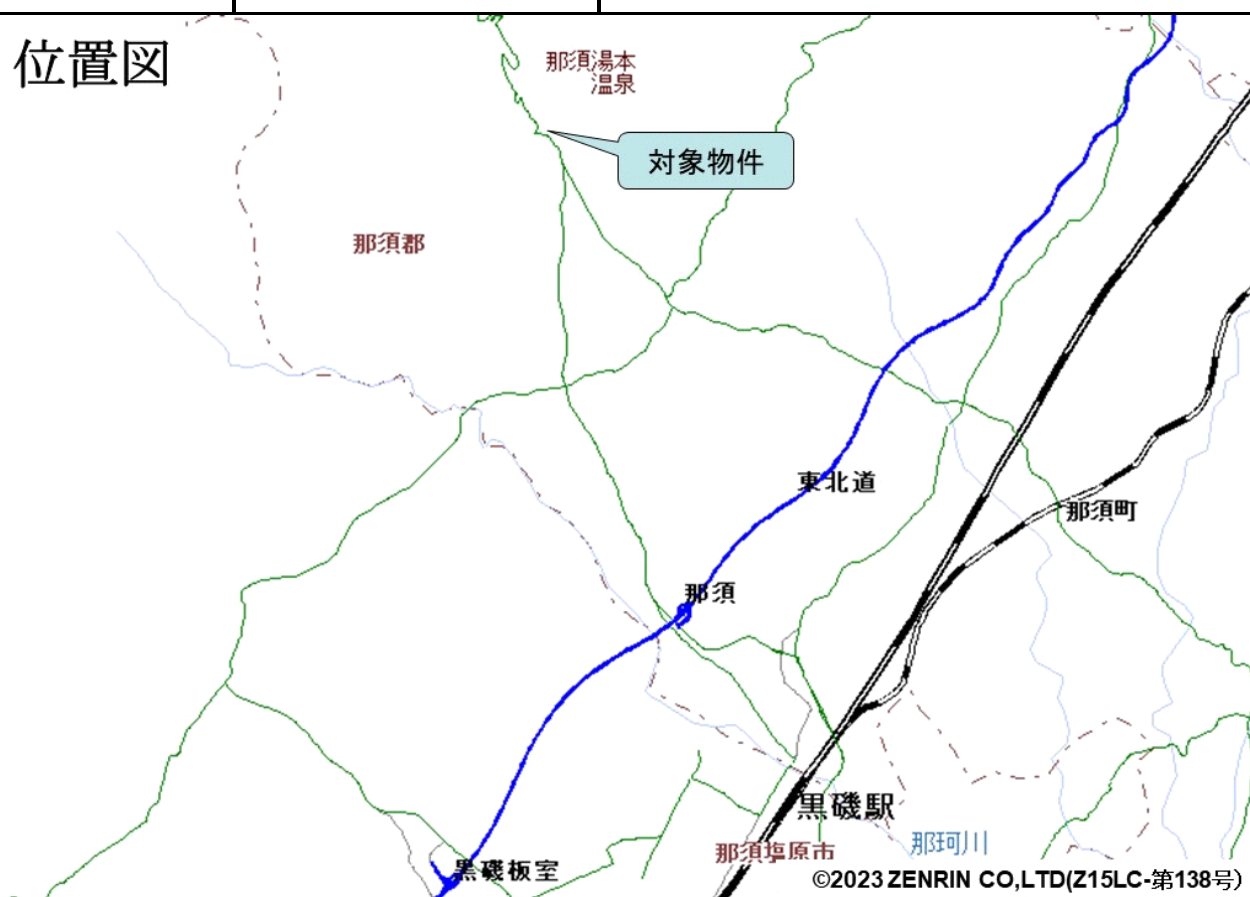 位置図
那須湯本
温泉
対象物件
那須郡
東北道
那須町
那須
黒磯駅
那須塩原市
那珂川
黒磯板室
©2023 ZENRIN CO,LTD(Z15LC-第138号)